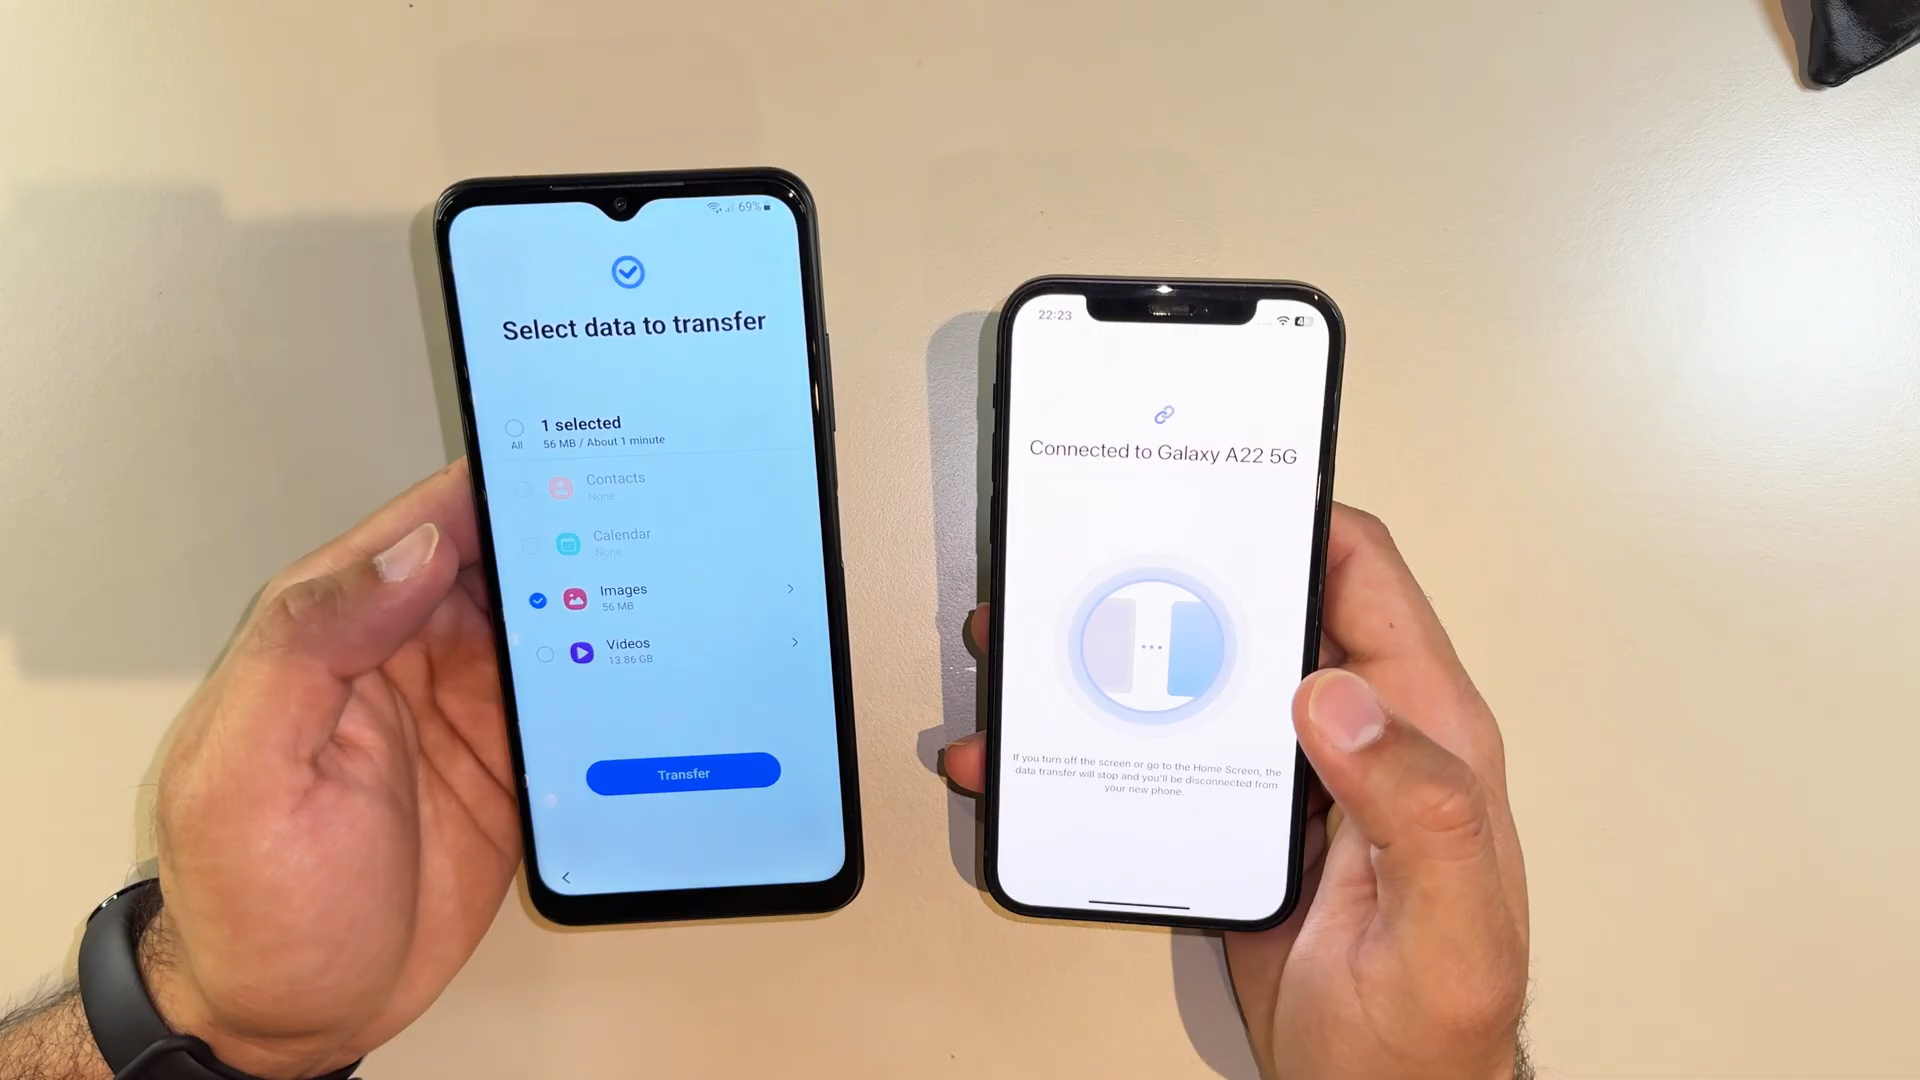 69%
Select data to transfer
1 selected
All
56 MB / About 1 minute
Contacts
None
Calendar
None
Images
56 MB
Videos
13.86 GB
Transfer
22:23
Connected to Galaxy A22 5G
If you turn off the screen or go to the Home Screen, the
data transfer will stop and you'll be disconnected from
your new phone.